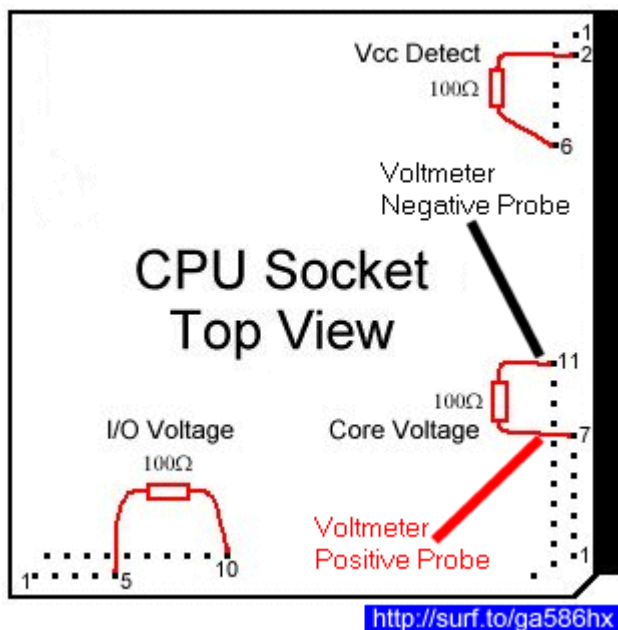 1
Vcc Detect
2
100Ω
6
Voltmeter
Negative Probe
CPU Socket
Top View
11
100Ω
I/O Voltage
Core Voltage
7
100Ω
Voltmeter
Positive Probe
1
10
1
5
http://surf.to/ga586hx